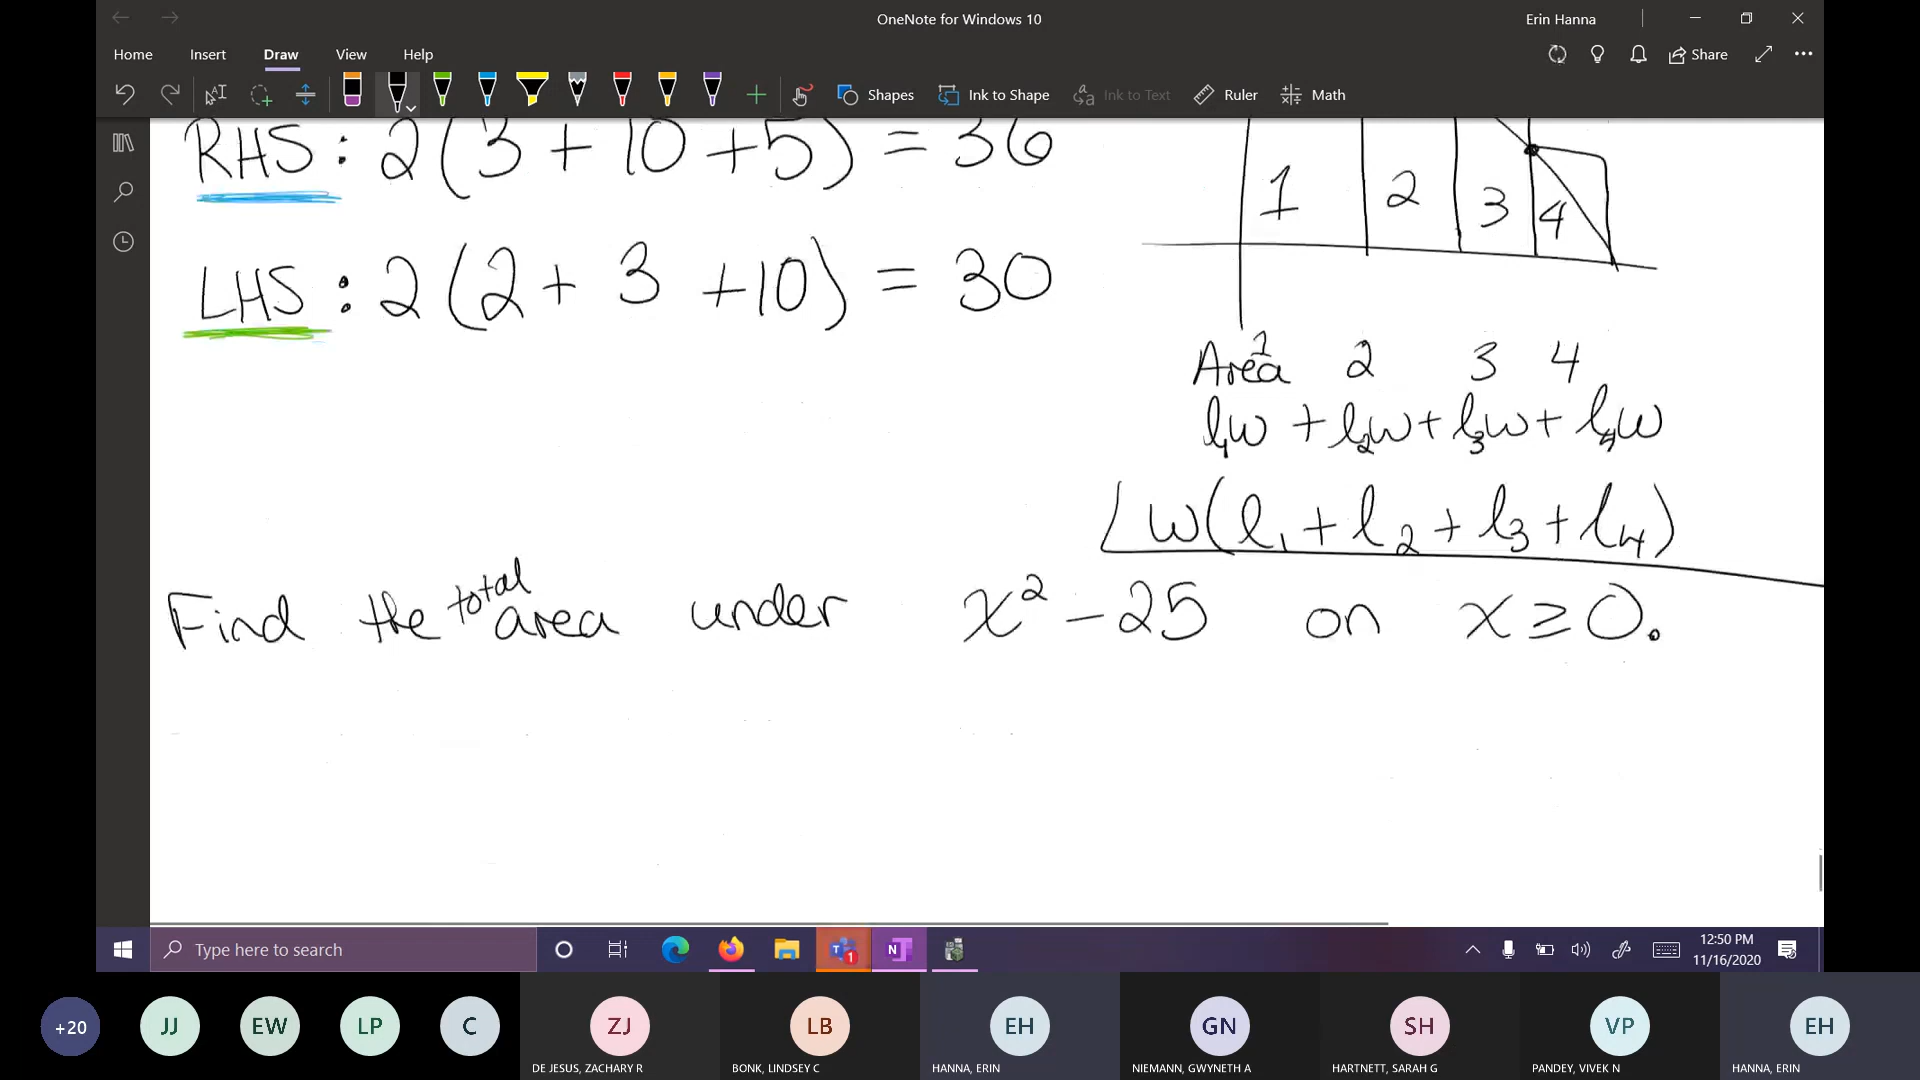 OneNote for Windows 10
Erin Hanna
Home Insert Draw View Help
Share
Shapes Ink to Shape Ink to Text Ruler Math
RHS : 2(3 + 10 + 5) = 36
LHS : 2(2 + 3 + 10) = 30
1 2 3 4
Area 1 2 3 4
l₁w + l₂w + l₃w + l₄w
w(l₁ + l₂ + l₃ + l₄)
Find the total area under x² - 25 on x ≥ 0.
Type here to search
1
12:50 PM
11/16/2020
+20 JJ EW LP C ZJ LB EH GN SH VP EH
DE JESUS, ZACHARY R BONK, LINDSEY C HANNA, ERIN NIEMANN, GWYNETH A HARTNETT, SARAH G PANDEY, VIVEK N HANNA, ERIN